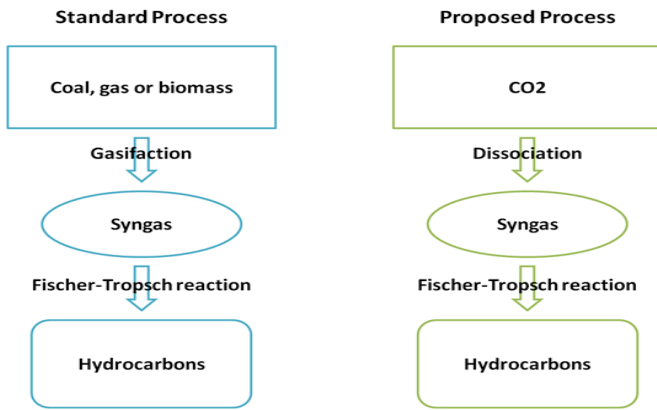 Standard Process
Coal, gas or biomass
Gasifaction
Syngas
Fischer-Tropsch reaction
Hydrocarbons
Proposed Process
CO2
Dissociation
Syngas
Fischer-Tropsch reaction
Hydrocarbons